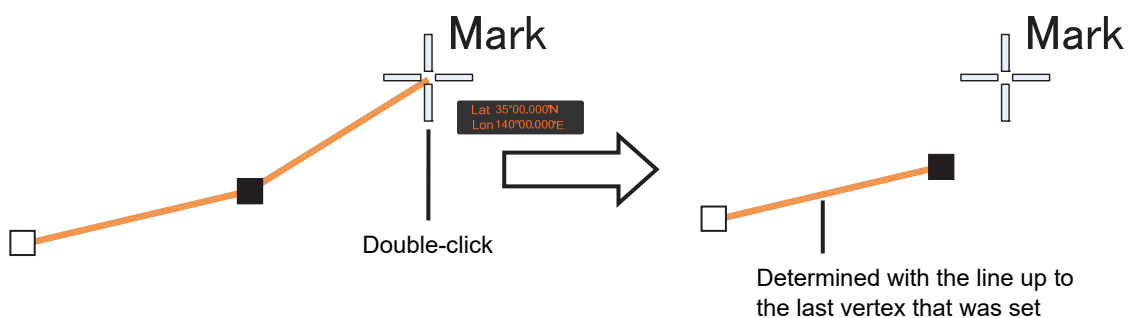 Mark
Lat 35°00.000'N
Lon 140°00.000'E
Double-click
Mark
Determined with the line up to
the last vertex that was set